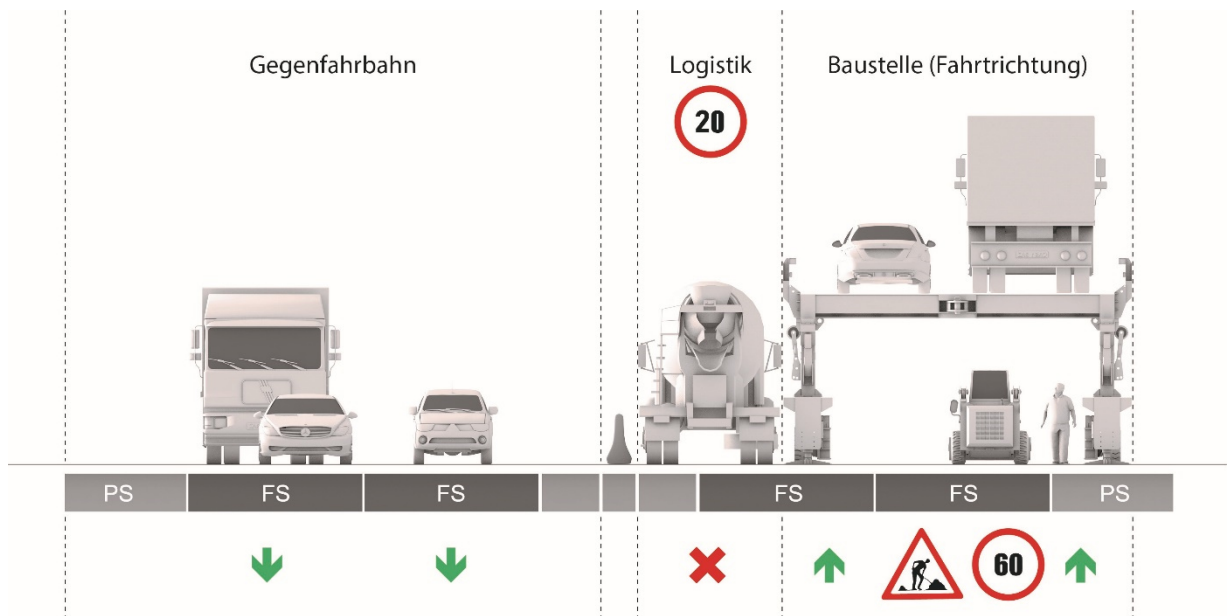 Gegenfahrbahn
Logistik
Baustelle (Fahrtrichtung)
20
PS FS FS FS FS PS
60